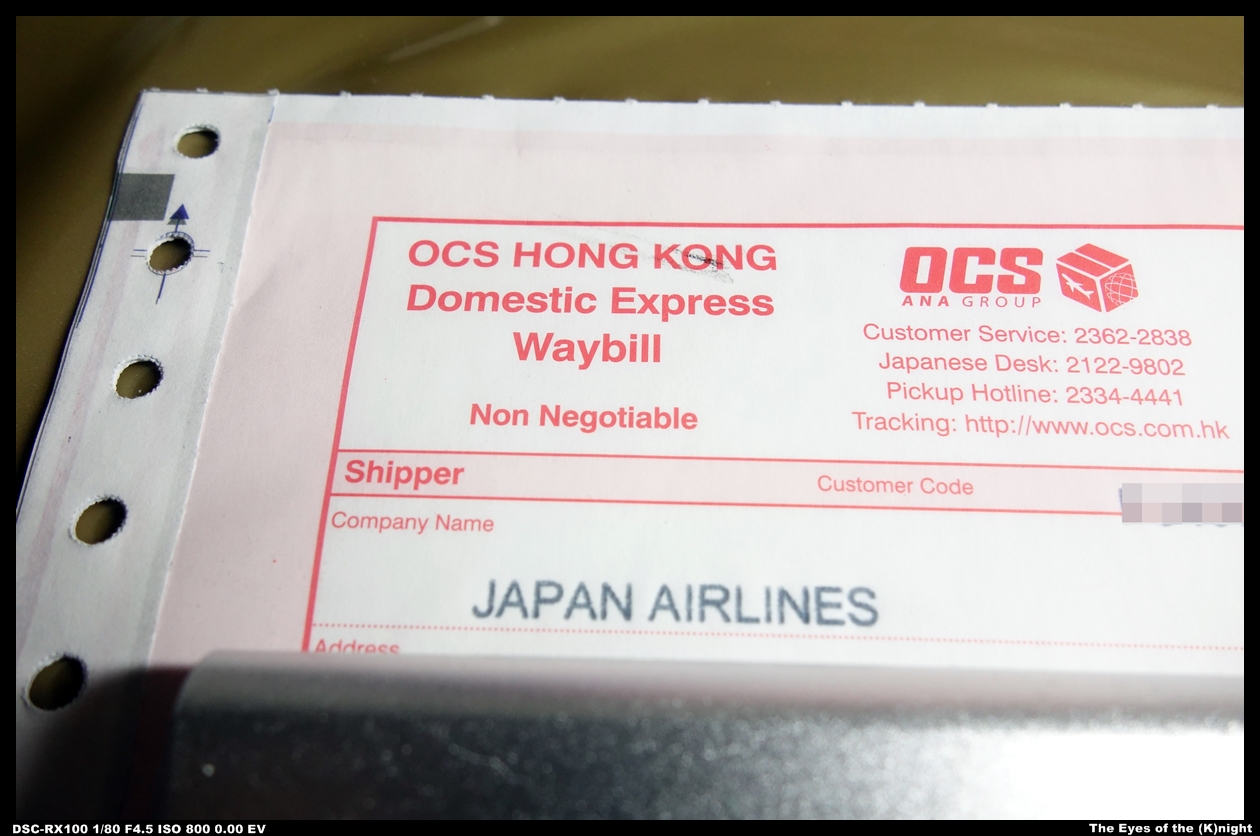 OCS HONG KONG
Domestic Express
Waybill
Non Negotiable
OCS
ANA GROUP
Customer Service: 2362-2838
Japanese Desk: 2122-9802
Pickup Hotline: 2334-4441
Tracking: http://www.ocs.com.hk
Shipper
Customer Code
Company Name
JAPAN AIRLINES
Address
DSC-RX100 1/80 F4.5 ISO 800 0.00 EV
The Eyes of the (K)night